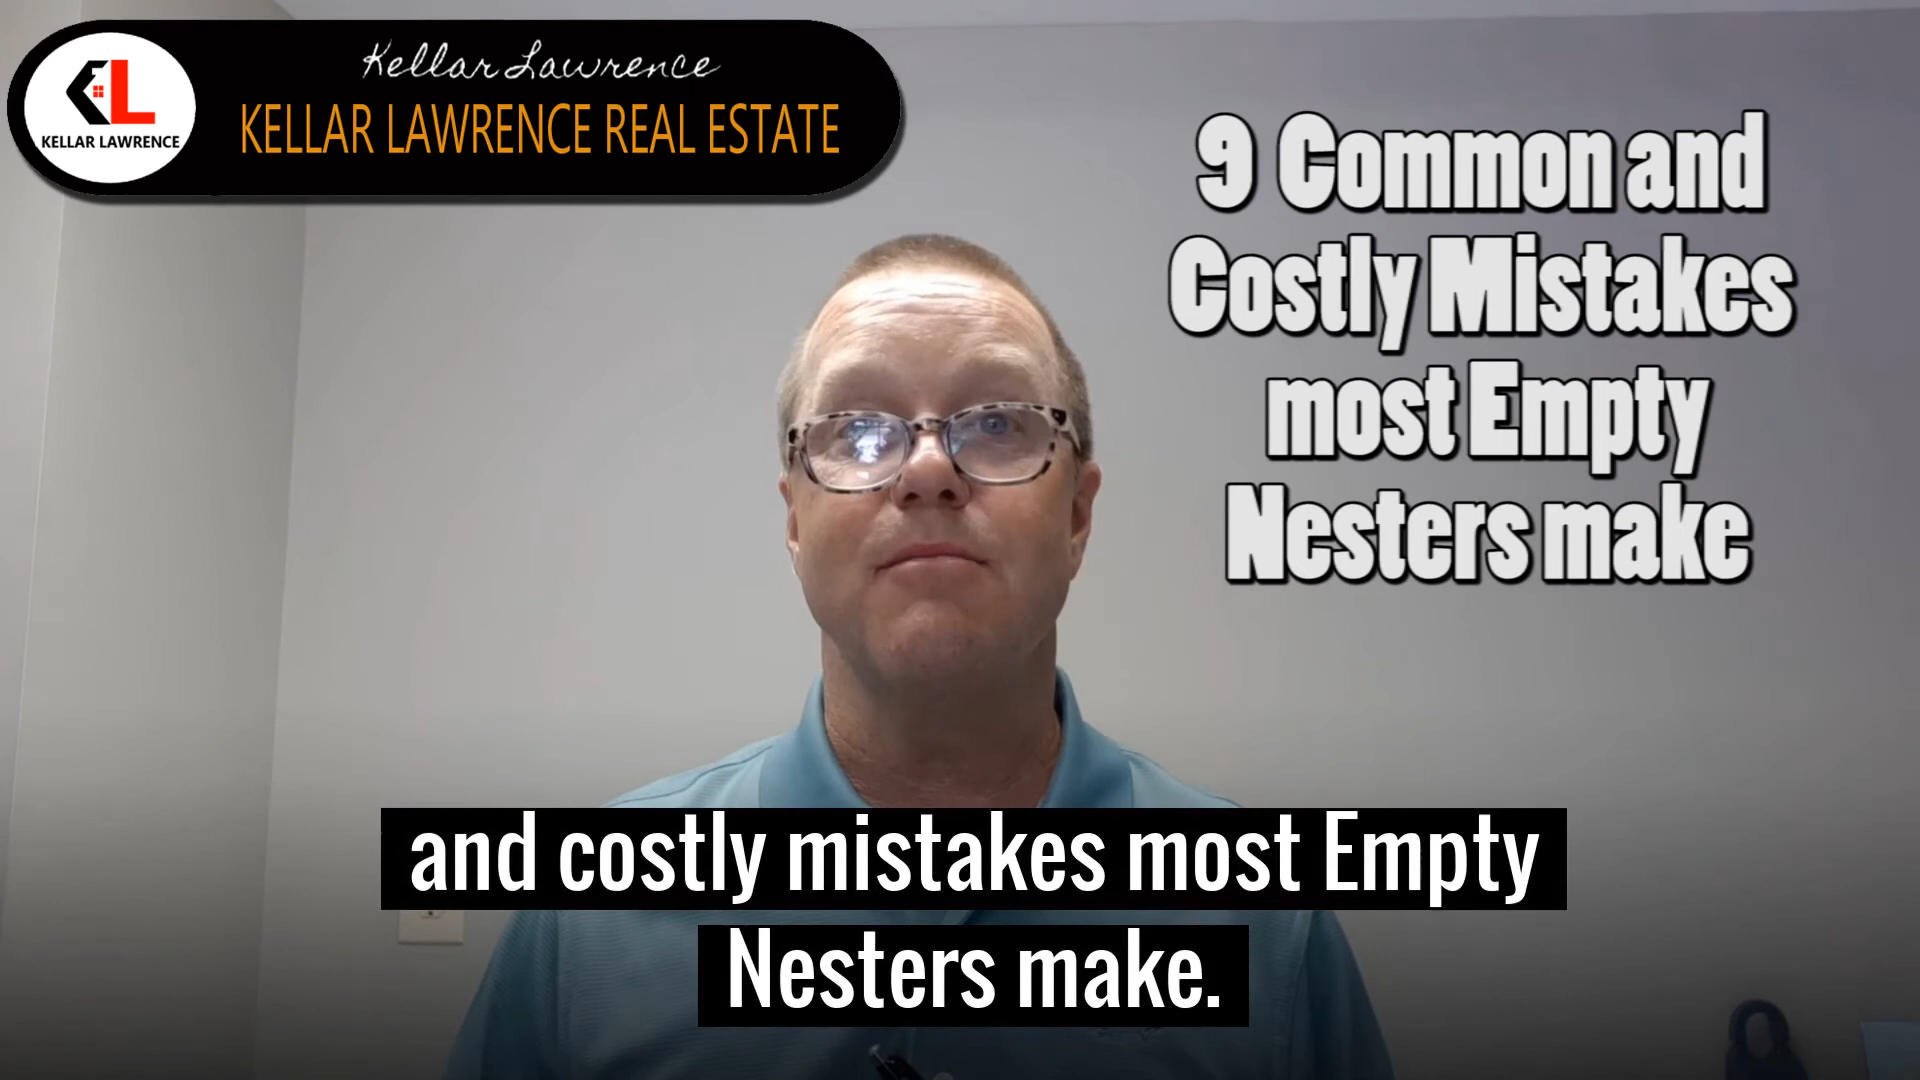 Kellar Lawrence
KL
KELLAR LAWRENCE
KELLAR LAWRENCE REAL ESTATE
9 Common and
Costly Mistakes
most Empty
Nesters make
and costly mistakes most Empty
Nesters make.